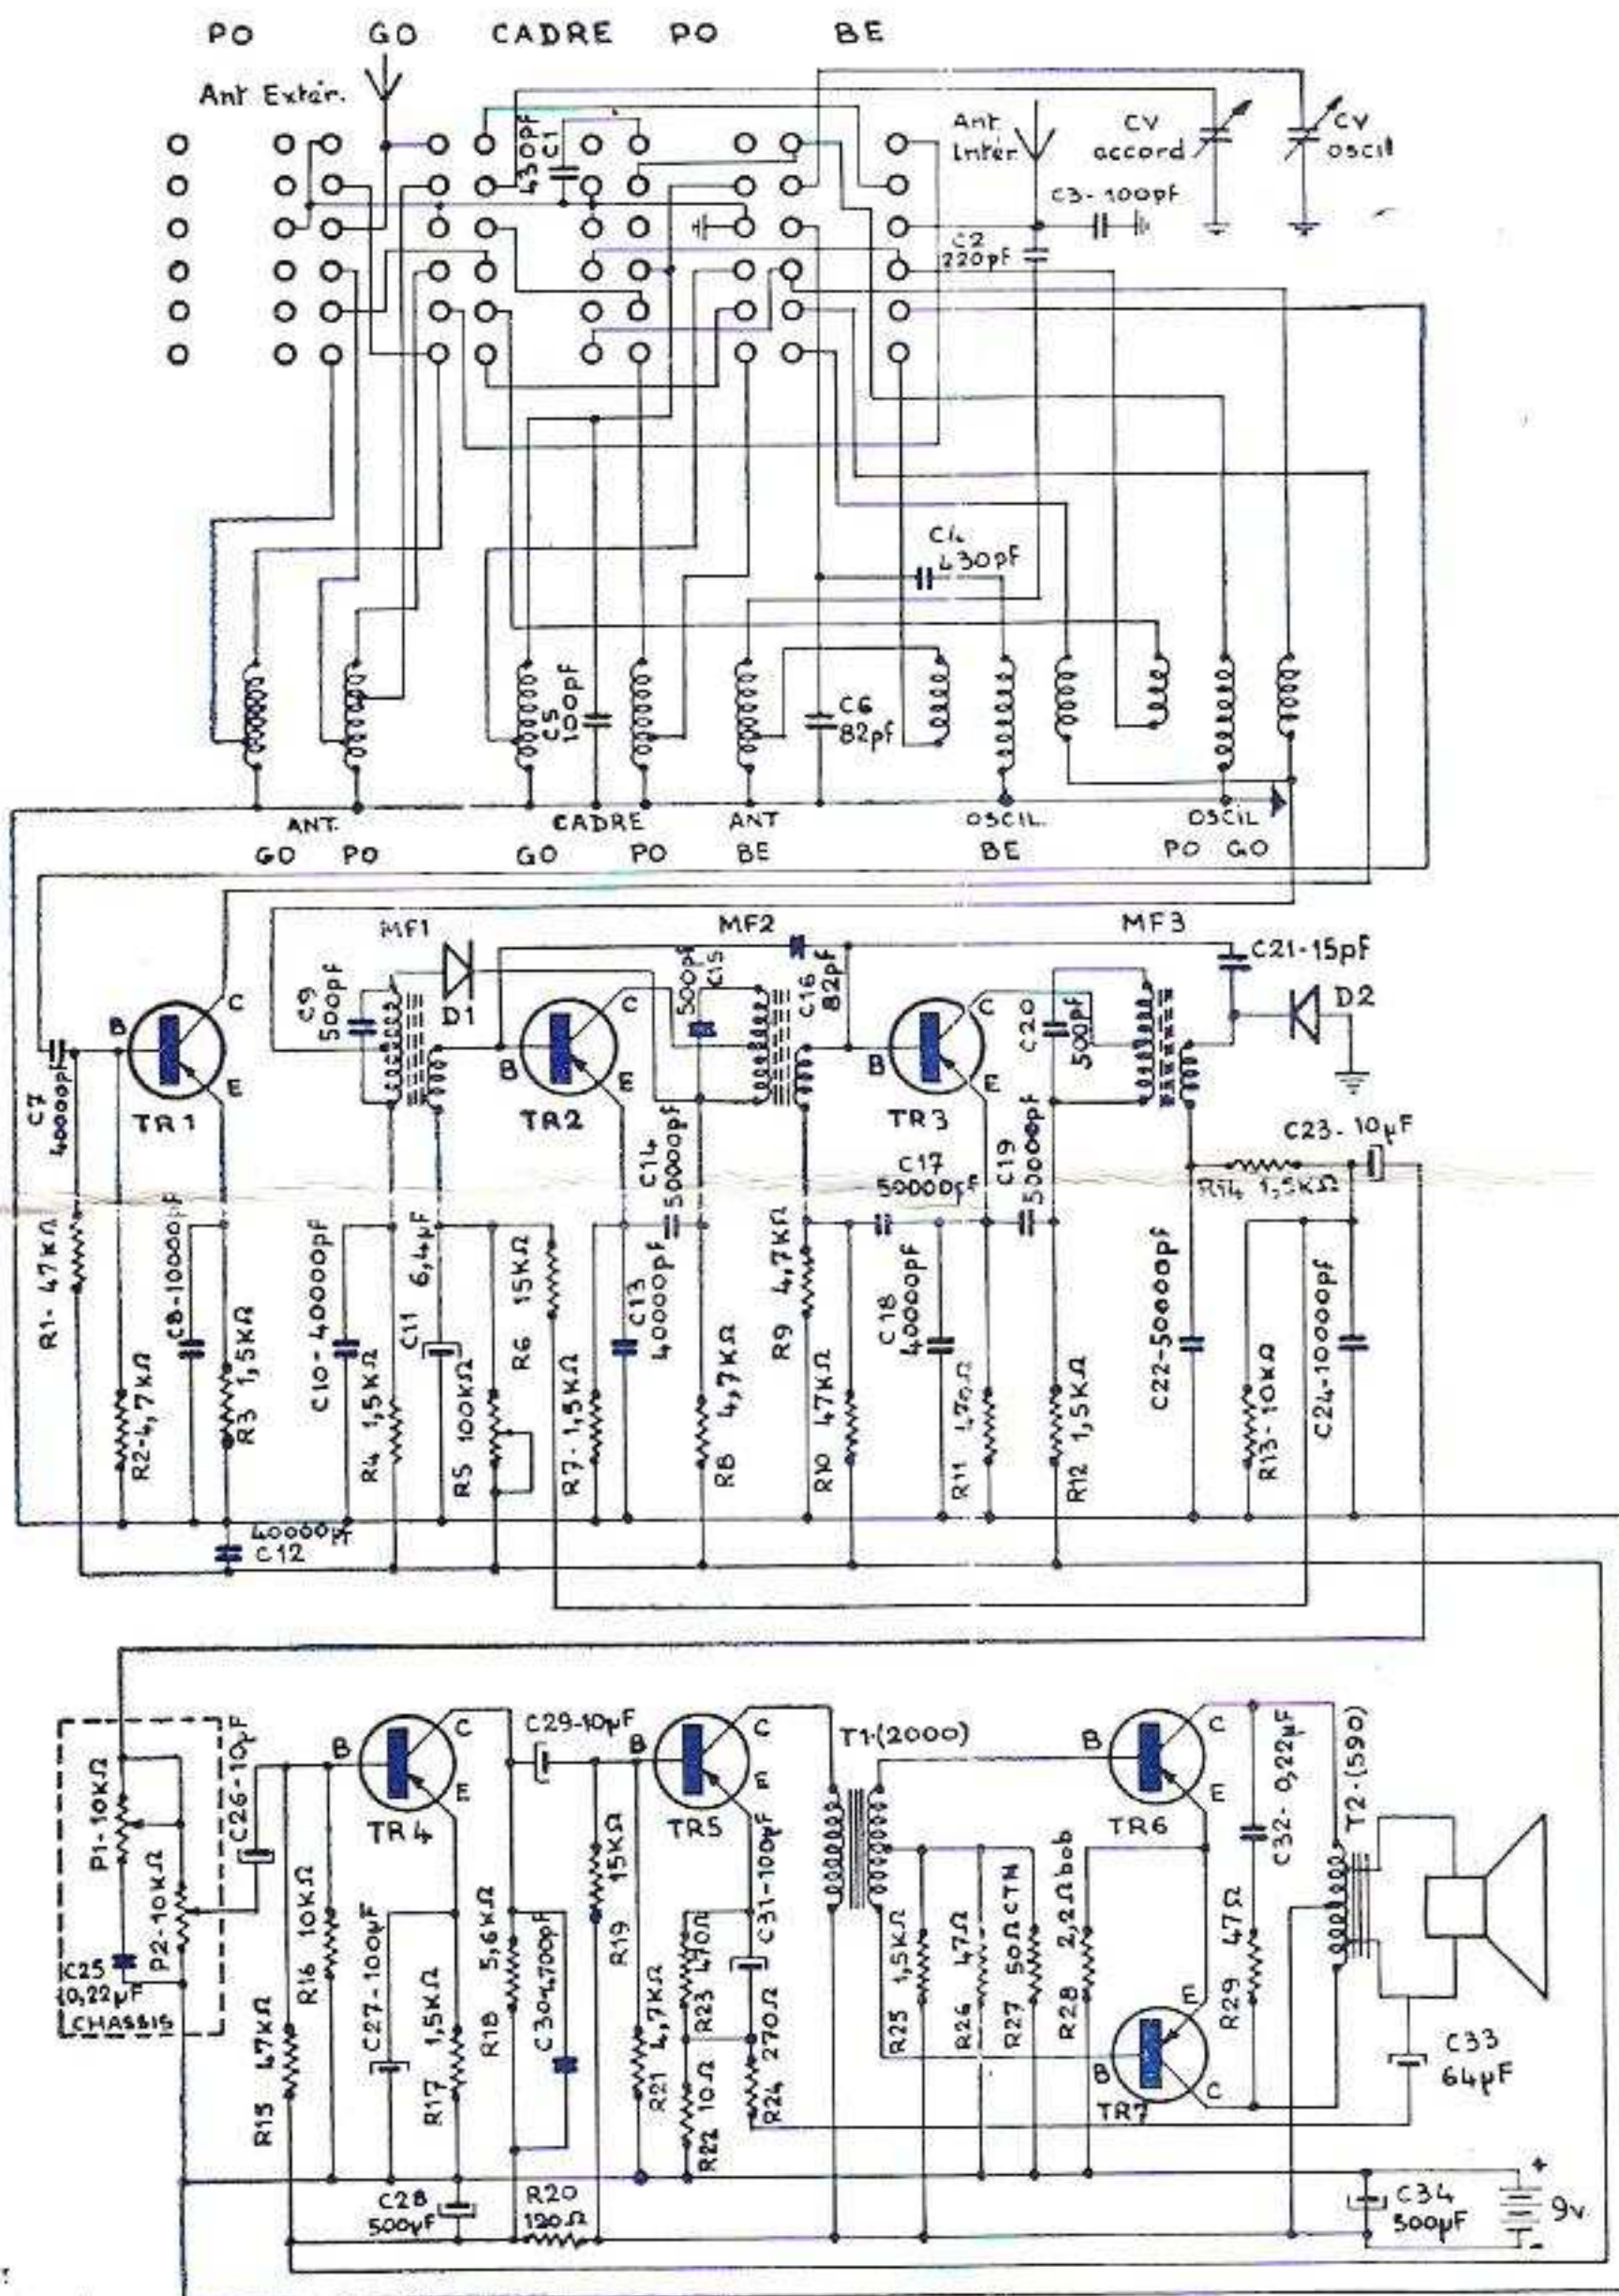 PO GO CADRE PO BE
Ant Extér.
430pF
C1
Ant.
Intér.
CV
accord
CV
oscil
C3-100pF
C2
220pF
C4
430pF
C5
100pF
C6
82pF
ANT. CADRE ANT OSCIL. OSCIL
GO PO GO PO BE BE PO GO
MF1 MF2 MF3
C9
500pF
D1
500pF
C15
C16
82pF
C20
500pF
C21-15pF
D2
B C E
TR1
B C E
TR2
B C E
TR3
C7
40000pF
C14
50000pF
C17
50000pF
C19
50000pF
C23-10µF
R14 1,5KΩ
R1-47KΩ
R2-4,7KΩ
C8-10000pF
R3 1,5KΩ
C10-40000pF
R4 1,5KΩ
C11 6,4µF
R5 100KΩ
R6 15KΩ
R7-1,5KΩ
C13
40000pF
R8 4,7KΩ
R9 4,7KΩ
R10 47KΩ
C18
40000pF
R11 470Ω
R12 1,5KΩ
C22-50000pF
R13-10KΩ
C24-10000pF
40000pF
C12
P1-10KΩ
P2-10KΩ
C25
0,22µF
CHASSIS
C26-10µF
B C E
TR4
C29-10µF
B C E
TR5
T1-(2000)
B C E
TR6
C32-0,22µF
T2-(590)
R15 47KΩ
R16 10KΩ
C27-100µF
R17 1,5KΩ
R18 5,6KΩ
C30-4700pF
R19 15KΩ
R21 4,7KΩ
R22 10Ω
R23 470Ω
R24 270Ω
C31-100µF
R25 1,5KΩ
R26 47Ω
R27 50Ω CTN
R28 2,2Ω bob
R29 47Ω
E
B C
TR7
C33
64µF
C28
500µF
R20
120Ω
C34
500µF
+
9v.
-